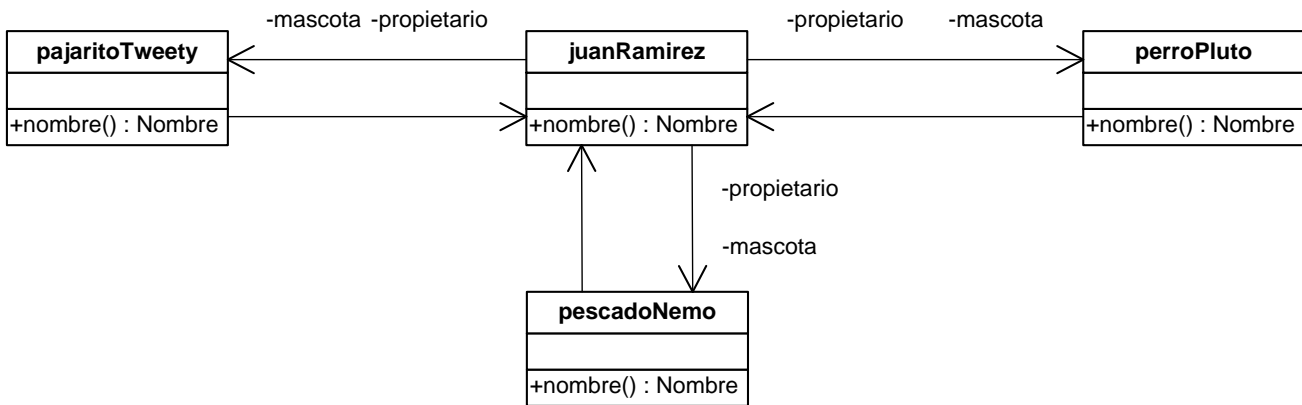 -mascota -propietario
-propietario -mascota
pajaritoTweety
juanRamirez
perroPluto
+nombre() : Nombre
+nombre() : Nombre
+nombre() : Nombre
-propietario
-mascota
pescadoNemo
+nombre() : Nombre